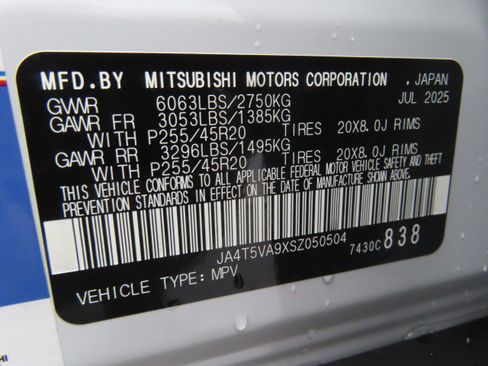 MFD.BY MITSUBISHI MOTORS CORPORATION , JAPAN
GVWR 6063LBS/2750KG JUL 2025
GAWR FR 3053LBS/1385KG
WITH P255/45R20 TIRES 20X8.0J RIMS
GAWR RR 3296LBS/1495KG
WITH P255/45R20 TIRES 20X8.0J RIMS
THIS VEHICLE CONFORMS TO ALL APPLICABLE FEDERAL MOTOR VEHICLE SAFETY AND THEFT
PREVENTION STANDARDS IN EFFECT ON THE DATE OF MANUFACTURE SHOWN ABOVE.
JA4T5VA9XSZ050504
7430C 838
VEHICLE TYPE: MPV